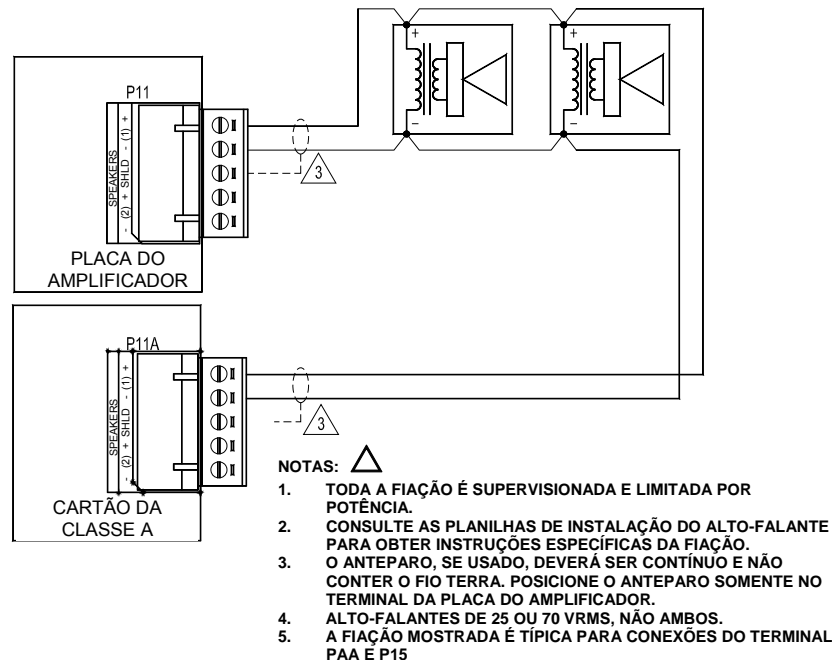 P11
SPEAKERS
- (2) + SHLD - (1) +
PLACA DO
AMPLIFICADOR
+
-
+
-
3
P11A
SPEAKERS
- (2) + SHLD - (1) +
CARTÃO DA
CLASSE A
3
NOTAS:
1. TODA A FIAÇÃO É SUPERVISIONADA E LIMITADA POR
POTÊNCIA.
2. CONSULTE AS PLANILHAS DE INSTALAÇÃO DO ALTO-FALANTE
PARA OBTER INSTRUÇÕES ESPECÍFICAS DA FIAÇÃO.
3. O ANTEPARO, SE USADO, DEVERÁ SER CONTÍNUO E NÃO
CONTER O FIO TERRA. POSICIONE O ANTEPARO SOMENTE NO
TERMINAL DA PLACA DO AMPLIFICADOR.
4. ALTO-FALANTES DE 25 OU 70 VRMS, NÃO AMBOS.
5. A FIAÇÃO MOSTRADA É TÍPICA PARA CONEXÕES DO TERMINAL
PAA E P15